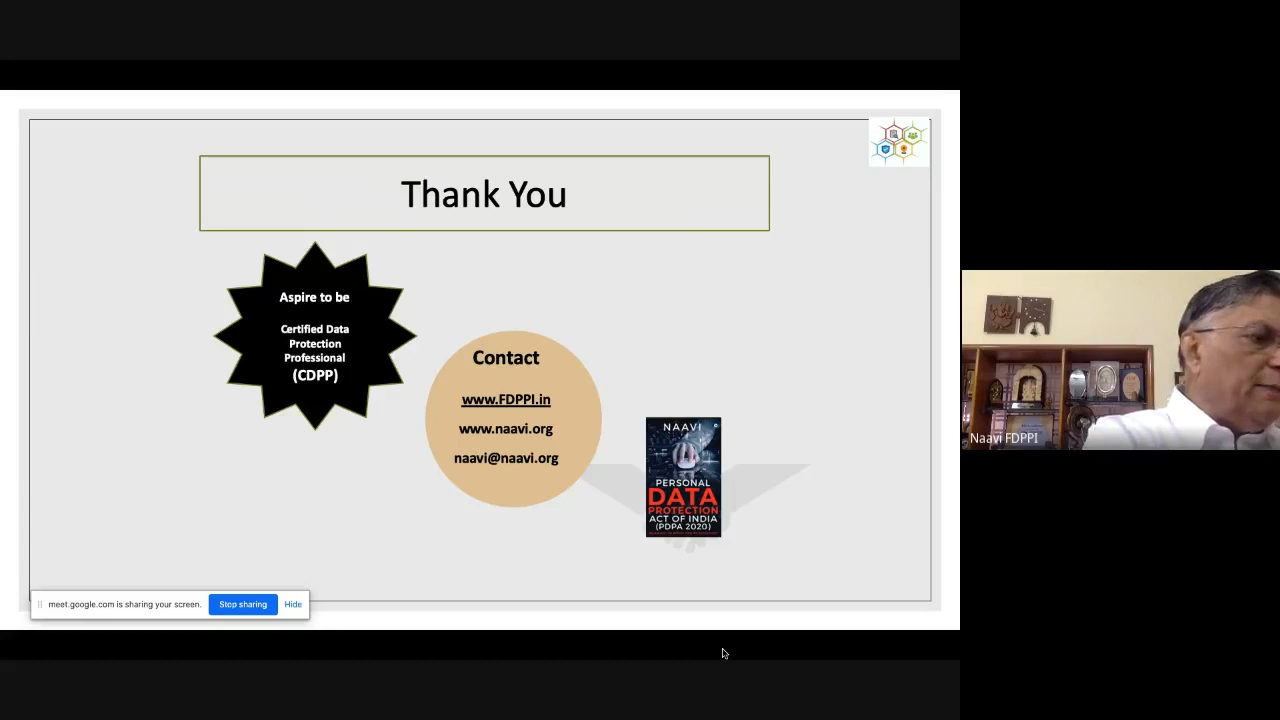 Thank You
Aspire to be
Certified Data
Protection
Professional
(CDPP)
Contact
www.FDPPI.in
www.naavi.org
naavi@naavi.org
NAAVI
PERSONAL
DATA
PROTECTION
ACT OF INDIA
(PDPA 2020)
meet.google.com is sharing your screen.
Stop sharing
Hide
Naavi FDPPI